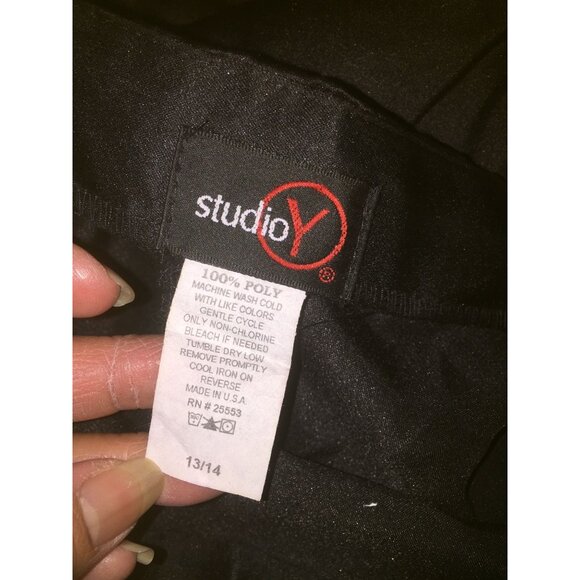 studio Y ®
100% POLY
MACHINE WASH COLD
WITH LIKE COLORS
GENTLE CYCLE
ONLY NON-CHLORINE
BLEACH IF NEEDED
TUMBLE DRY LOW
REMOVE PROMPTLY
COOL IRON ON
REVERSE
MADE IN U.S.A
RN # 25553
13/14